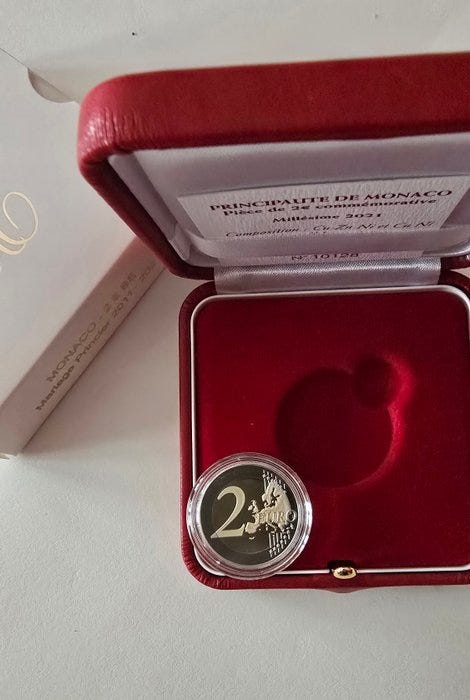 PRINCIPAUTE DE MONACO
Pièce de 2€ commémorative
Millésime 2021
Composition : Cu Zn Ni et Cu Ni
N° 10128
MONACO - 2 € BE
Mariage Princier 2011 - 20
2
EURO